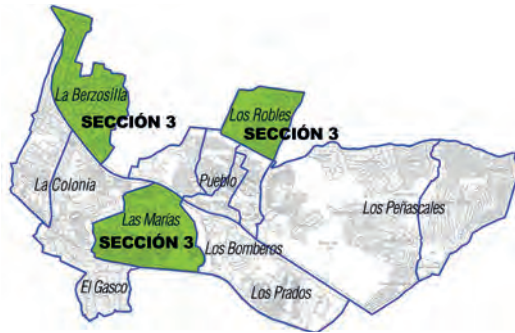 La Berzosilla
SECCIÓN 3
Los Robles
SECCIÓN 3
La Colonia
Pueblo
Las Marías
SECCIÓN 3
Los Peñascales
Los Bomberos
El Gasco
Los Prados